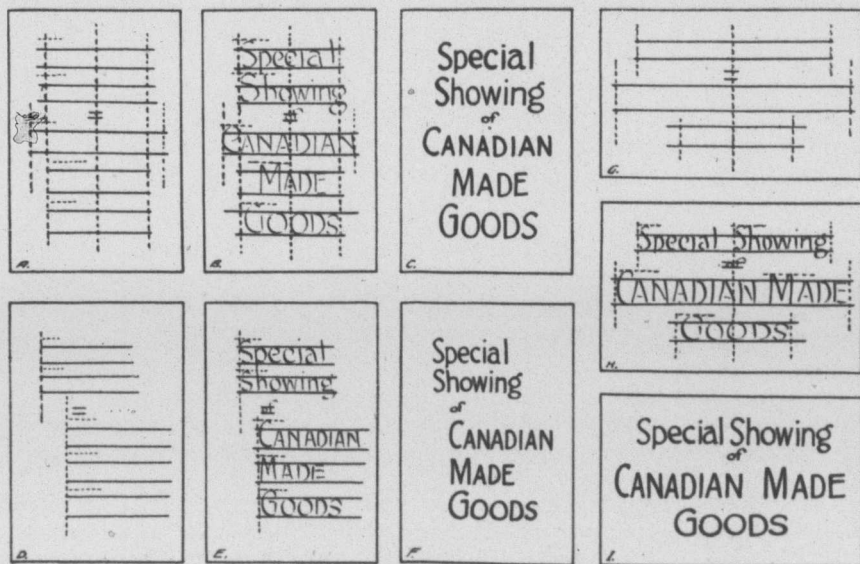 A.
Special
Showing
of
CANADIAN
MADE
GOODS
B.
Special
Showing
of
CANADIAN
MADE
GOODS
C.
D.
Special
Showing
of
CANADIAN
MADE
GOODS
E.
Special
Showing
of
CANADIAN
MADE
GOODS
F.
G.
Special Showing
of
CANADIAN MADE
GOODS
H.
Special Showing
of
CANADIAN MADE
GOODS
I.